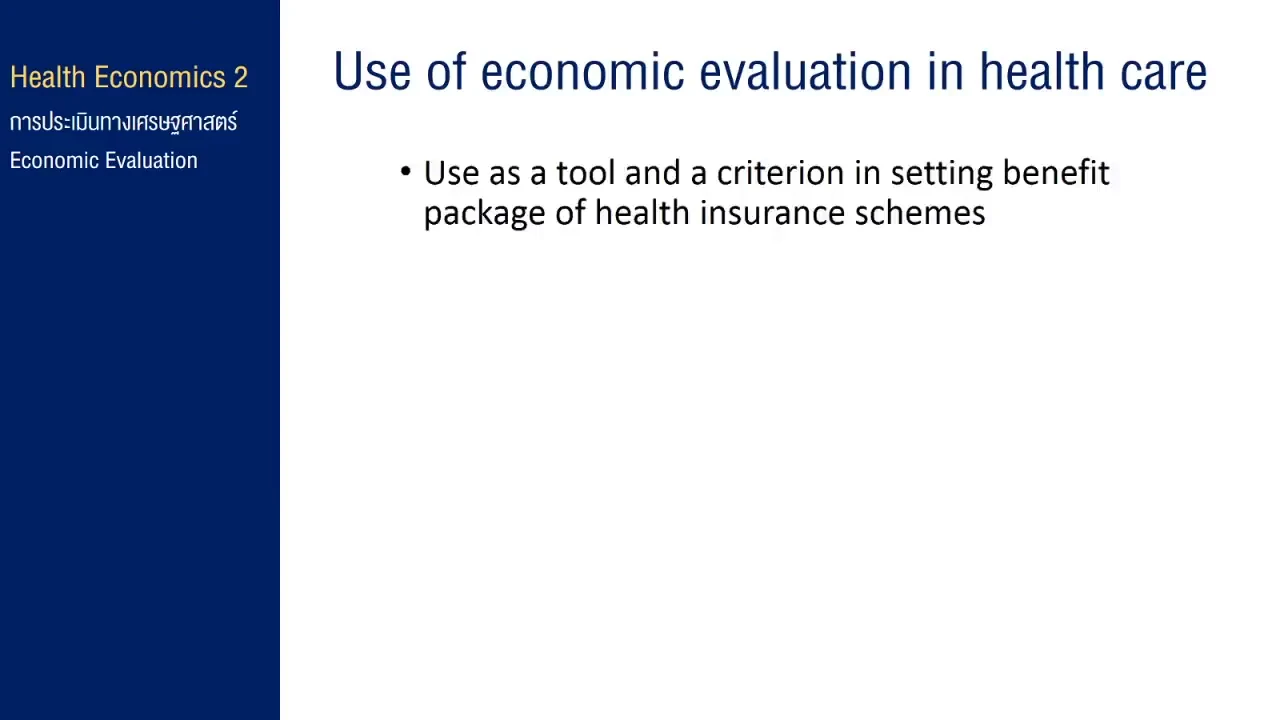 Health Economics 2
การประเมินทางเศรษฐศาสตร์
Economic Evaluation
Use of economic evaluation in health care
• Use as a tool and a criterion in setting benefit
package of health insurance schemes